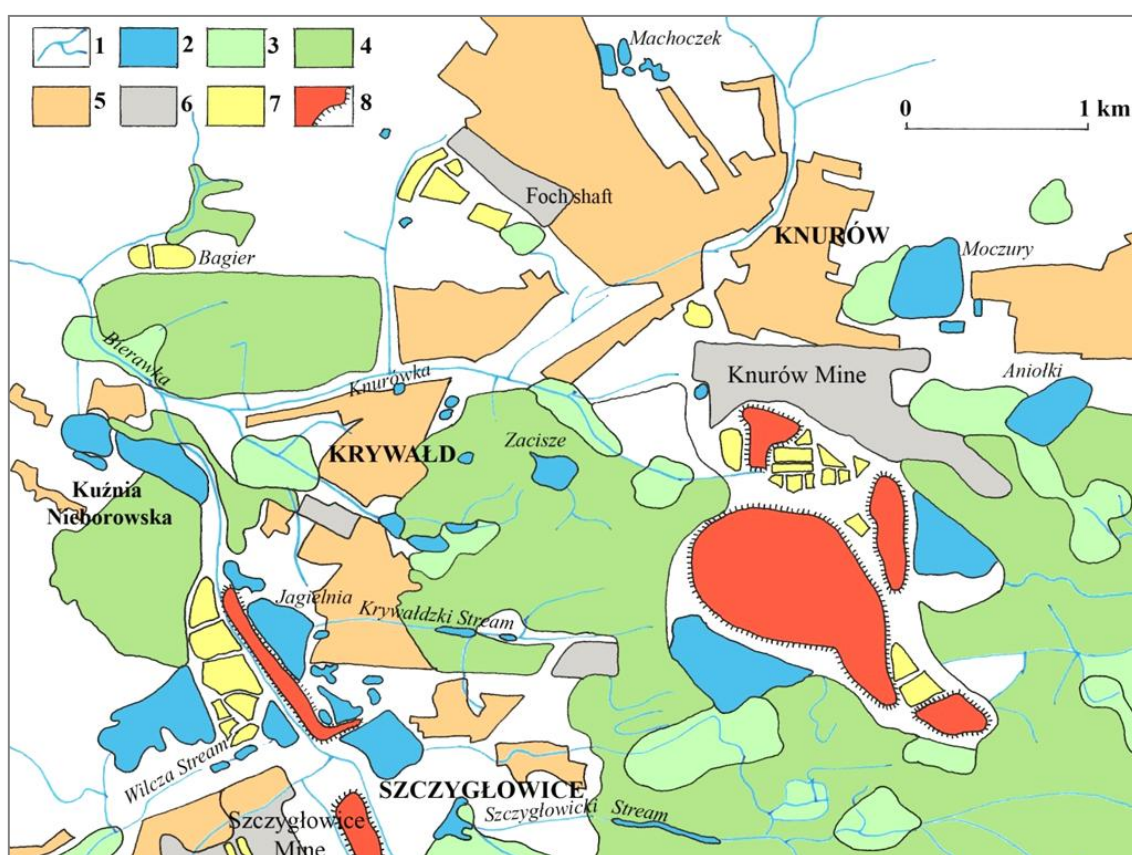 1
2
3
4
5
6
7
8
0
1 km
Machoczek
Foch shaft
KNURÓW
Moczury
Bagier
Bierawka
Knurówka
Knurów Mine
Aniołki
Zacisze
KRYWAŁD
Kuźnia
Nieborowska
Jagielnia
Krywałdzki Stream
Wilcza Stream
SZCZYGŁOWICE
Szczygłowicki Stream
Szczygłowice
Mine